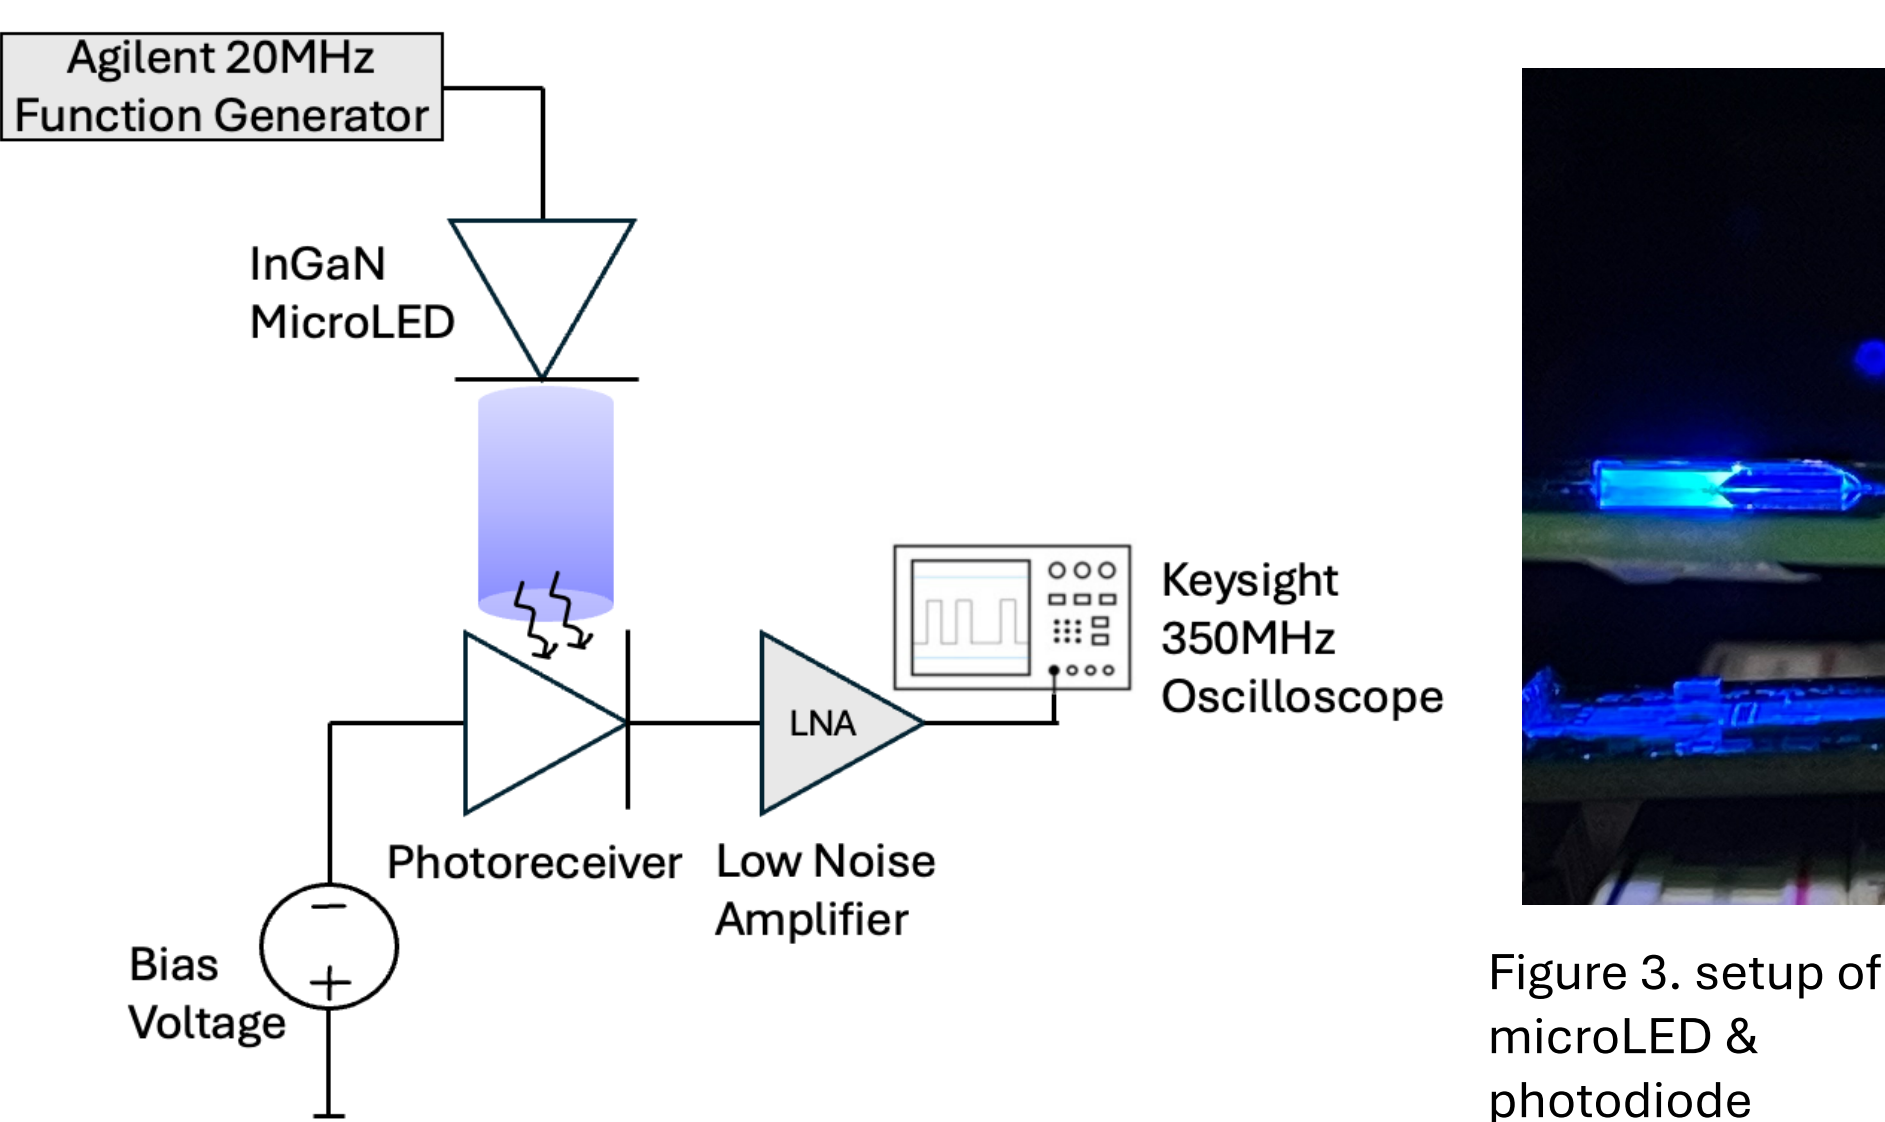 Agilent 20MHz
Function Generator
InGaN
MicroLED
Keysight
350MHz
Oscilloscope
LNA
Photoreceiver
Low Noise
Amplifier
−
+
Bias
Voltage
Figure 3. setup of
microLED &
photodiode